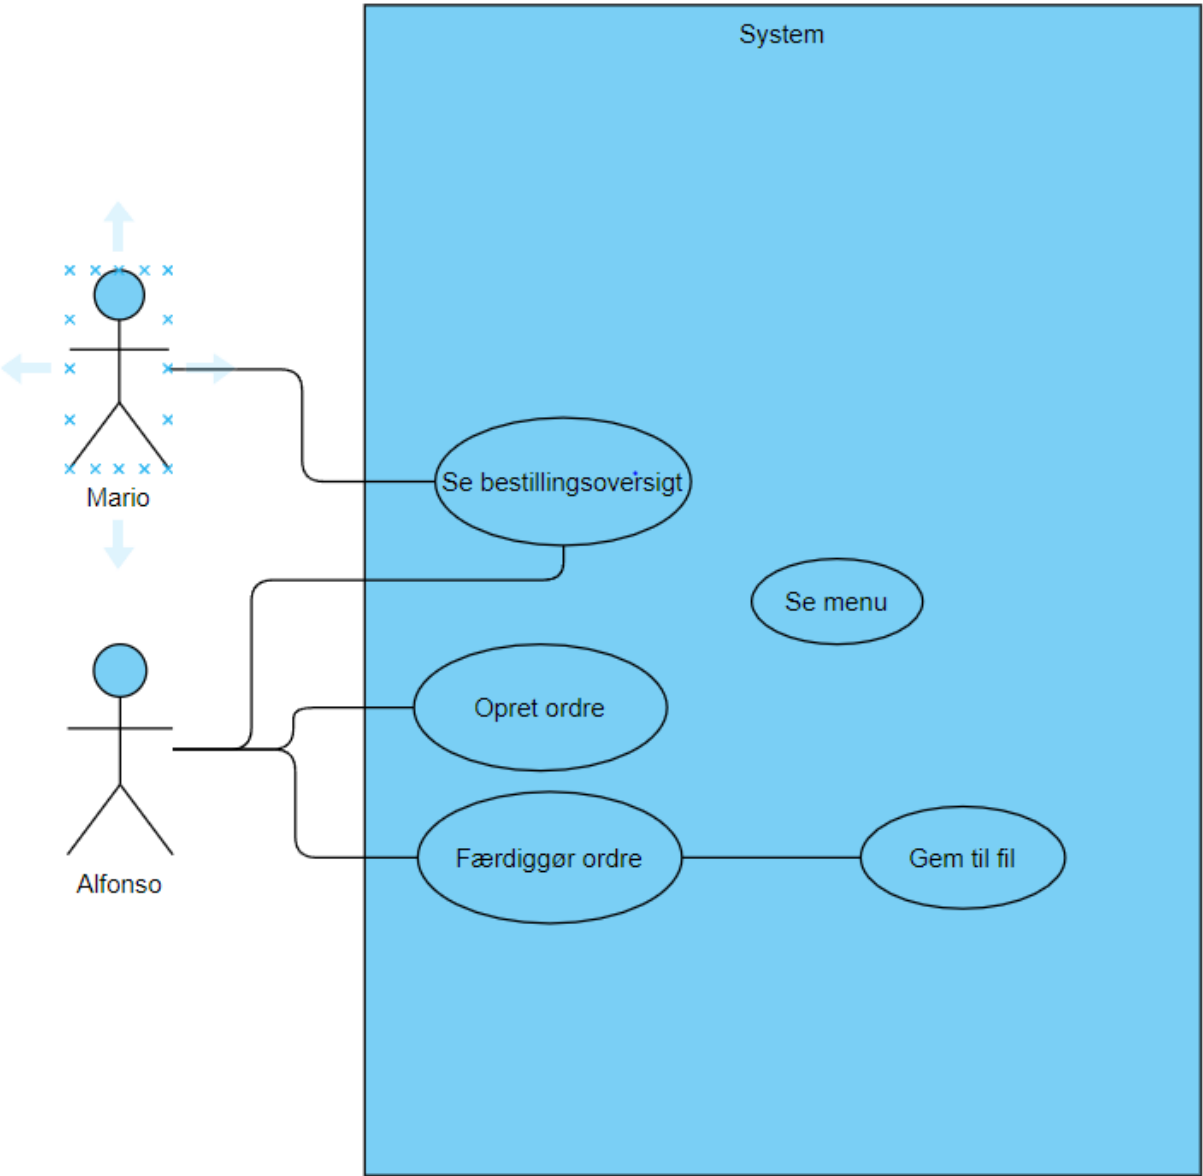 System
Mario
Se bestillingsoversigt
Se menu
Opret ordre
Færdiggør ordre
Gem til fil
Alfonso